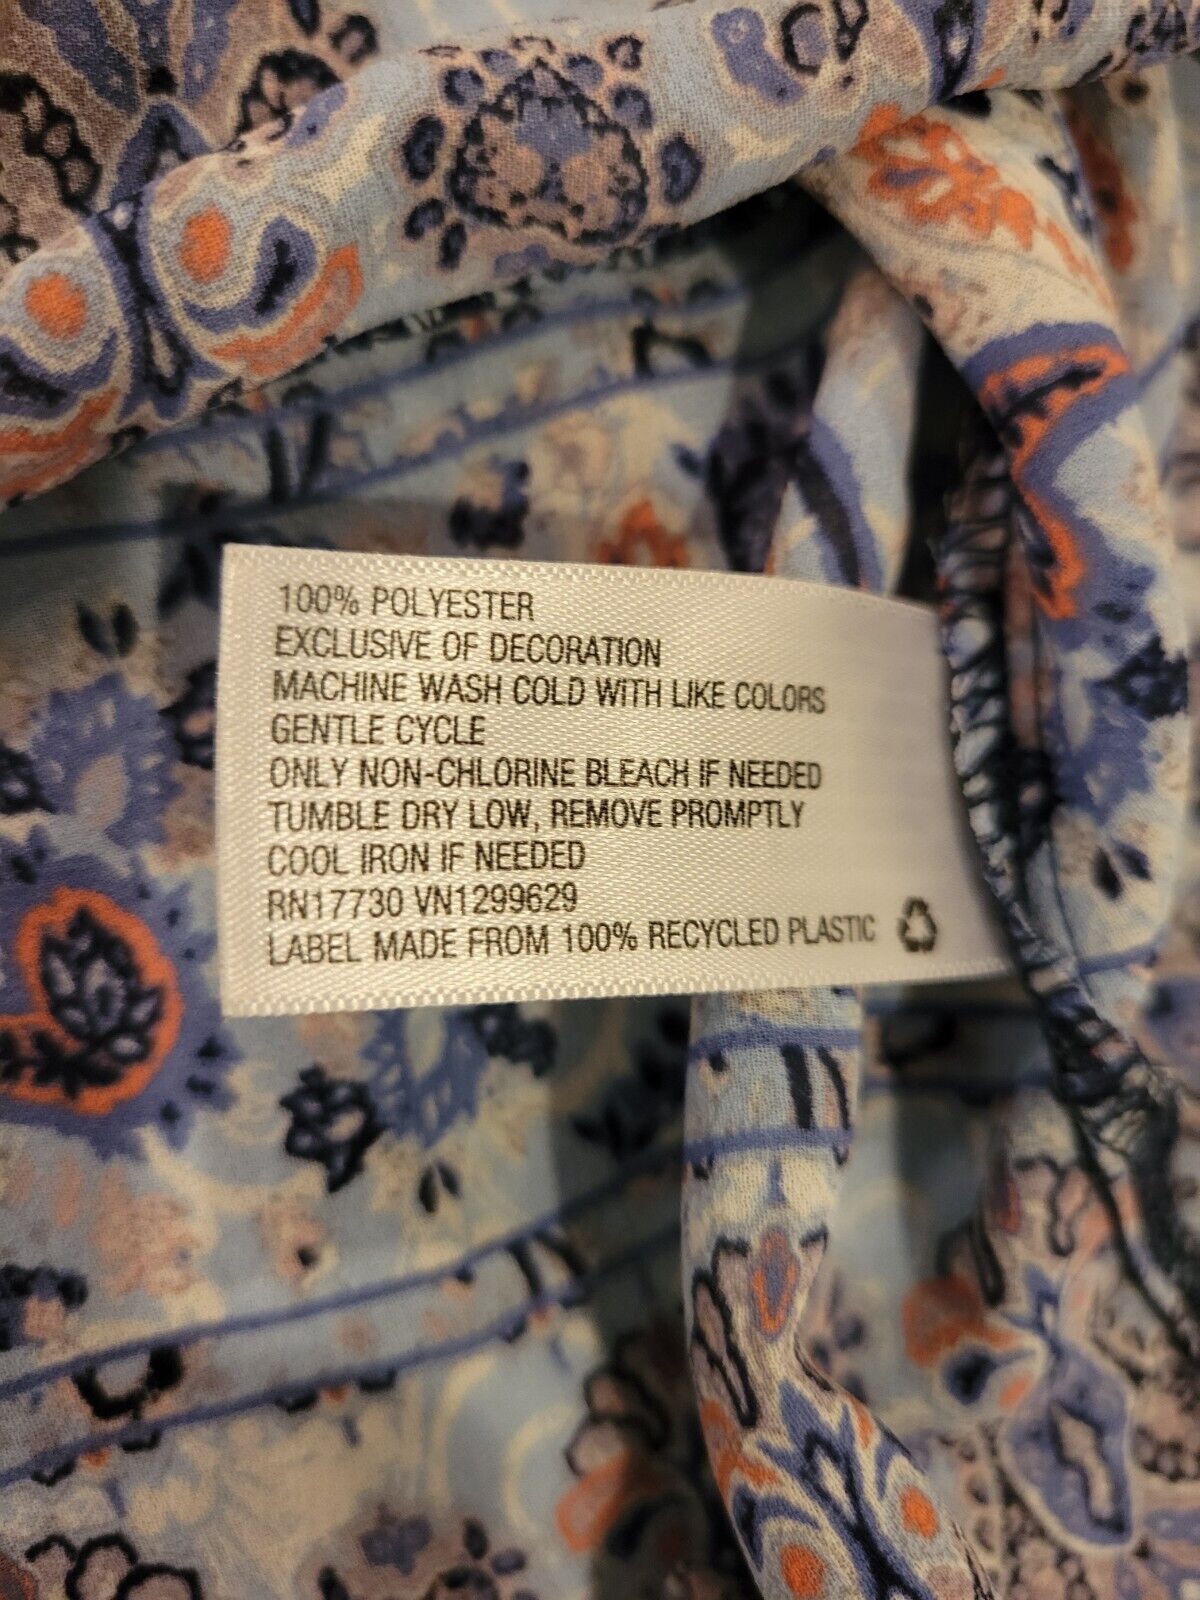 100% POLYESTER
EXCLUSIVE OF DECORATION
MACHINE WASH COLD WITH LIKE COLORS
GENTLE CYCLE
ONLY NON-CHLORINE BLEACH IF NEEDED
TUMBLE DRY LOW, REMOVE PROMPTLY
COOL IRON IF NEEDED
RN17730 VN1299629
LABEL MADE FROM 100% RECYCLED PLASTIC